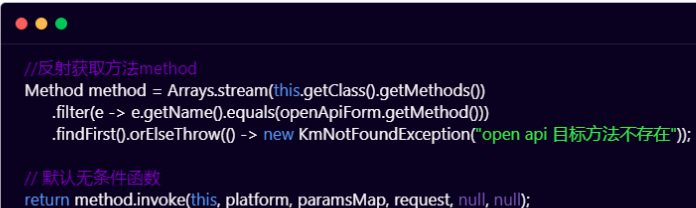 //反射获取方法method
Method method = Arrays.stream(this.getClass().getMethods())
.filter(e -> e.getName().equals(openApiForm.getMethod()))
.findFirst().orElseThrow(() -> new KmNotFoundException("open api 目标方法不存在"));
// 默认无条件函数
return method.invoke(this, platform, paramsMap, request, null, null);